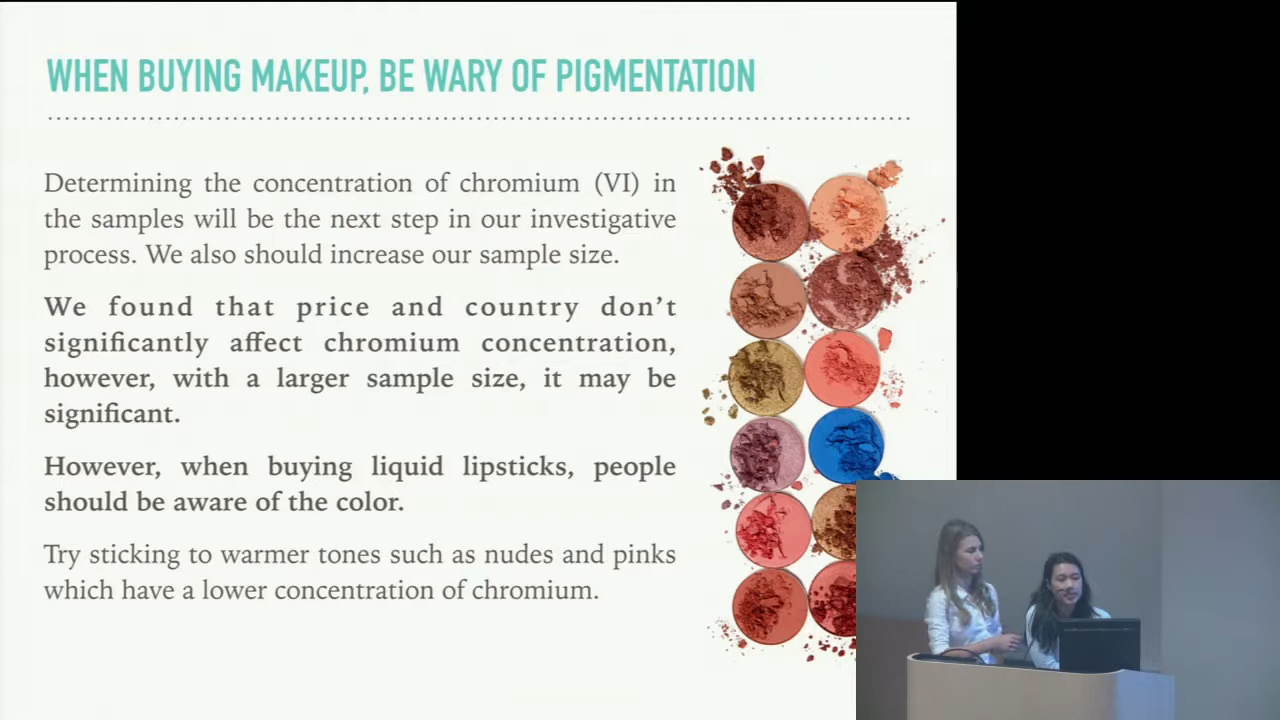 WHEN BUYING MAKEUP, BE WARY OF PIGMENTATION
Determining the concentration of chromium (VI) in
the samples will be the next step in our investigative
process. We also should increase our sample size.
We found that price and country don't
significantly affect chromium concentration,
however, with a larger sample size, it may be
significant.
However, when buying liquid lipsticks, people
should be aware of the color.
Try sticking to warmer tones such as nudes and pinks
which have a lower concentration of chromium.